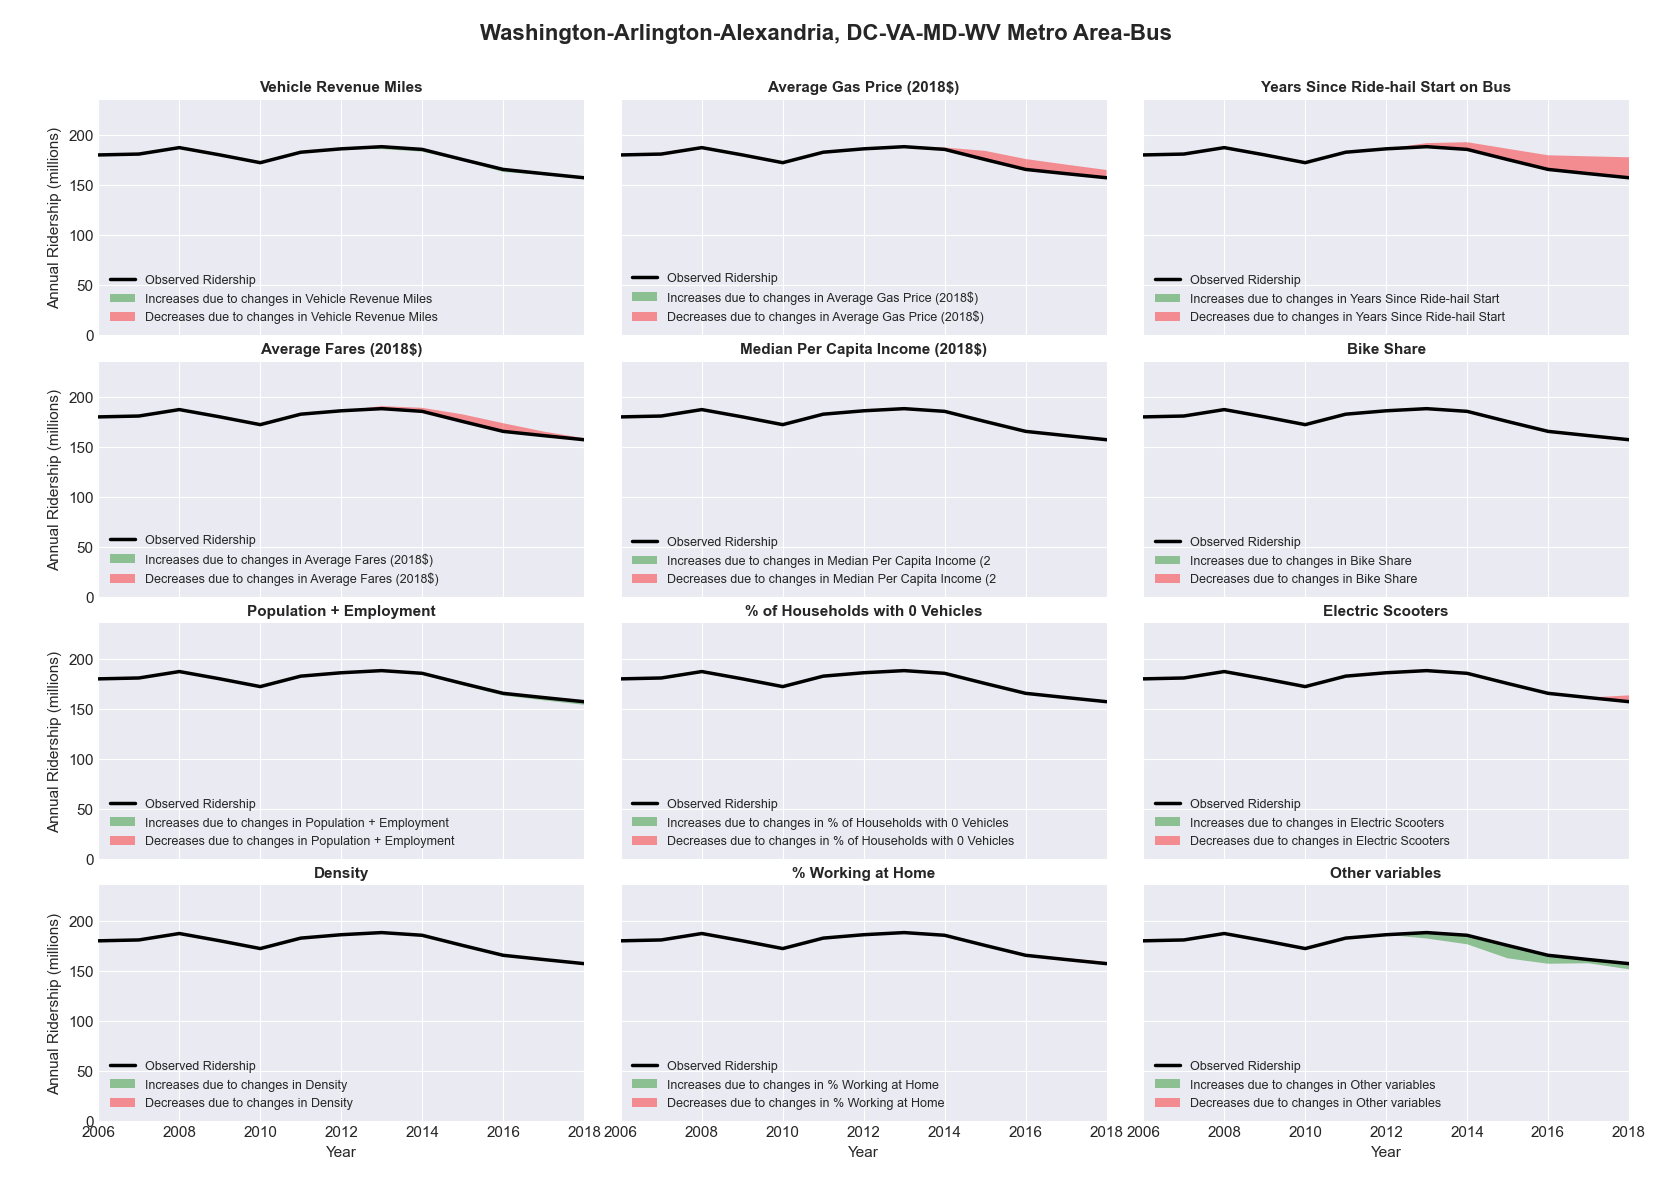 Washington-Arlington-Alexandria, DC-VA-MD-WV Metro Area-Bus
Vehicle Revenue Miles
Annual Ridership (millions)
200
150
100
50
0
Observed Ridership
Increases due to changes in Vehicle Revenue Miles
Decreases due to changes in Vehicle Revenue Miles
Average Gas Price (2018$)
Observed Ridership
Increases due to changes in Average Gas Price (2018$)
Decreases due to changes in Average Gas Price (2018$)
Years Since Ride-hail Start on Bus
Observed Ridership
Increases due to changes in Years Since Ride-hail Start
Decreases due to changes in Years Since Ride-hail Start
Average Fares (2018$)
Annual Ridership (millions)
200
150
100
50
0
Observed Ridership
Increases due to changes in Average Fares (2018$)
Decreases due to changes in Average Fares (2018$)
Median Per Capita Income (2018$)
Observed Ridership
Increases due to changes in Median Per Capita Income (2
Decreases due to changes in Median Per Capita Income (2
Bike Share
Observed Ridership
Increases due to changes in Bike Share
Decreases due to changes in Bike Share
Population + Employment
Annual Ridership (millions)
200
150
100
50
0
Observed Ridership
Increases due to changes in Population + Employment
Decreases due to changes in Population + Employment
% of Households with 0 Vehicles
Observed Ridership
Increases due to changes in % of Households with 0 Vehicles
Decreases due to changes in % of Households with 0 Vehicles
Electric Scooters
Observed Ridership
Increases due to changes in Electric Scooters
Decreases due to changes in Electric Scooters
Density
Annual Ridership (millions)
200
150
100
50
0
Observed Ridership
Increases due to changes in Density
Decreases due to changes in Density
2006 2008 2010 2012 2014 2016 2018
Year
% Working at Home
Observed Ridership
Increases due to changes in % Working at Home
Decreases due to changes in % Working at Home
2006 2008 2010 2012 2014 2016 2018
Year
Other variables
Observed Ridership
Increases due to changes in Other variables
Decreases due to changes in Other variables
2006 2008 2010 2012 2014 2016 2018
Year